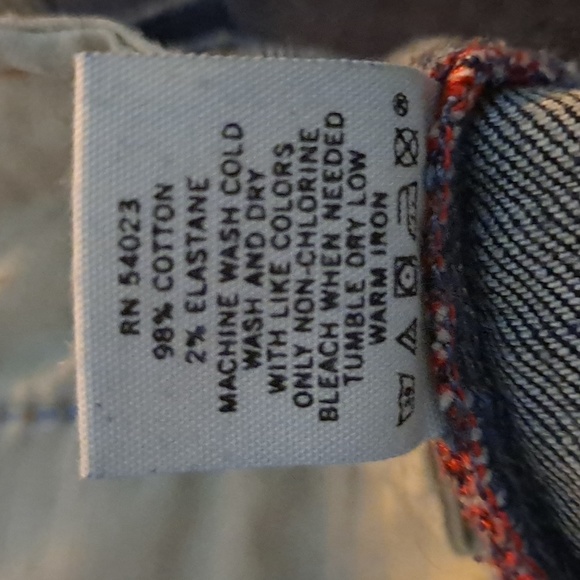 RN 54023
98% COTTON
2% ELASTANE
MACHINE WASH COLD
WASH AND DRY
WITH LIKE COLORS
ONLY NON-CHLORINE
BLEACH WHEN NEEDED
TUMBLE DRY LOW
WARM IRON